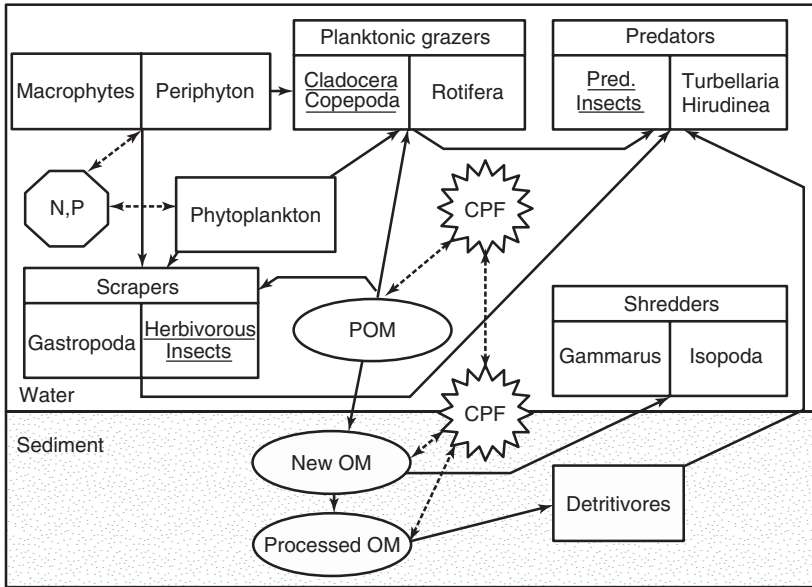 Planktonic grazers
Predators
Macrophytes
Periphyton
Cladocera
Copepoda
Rotifera
Pred.
Insects
Turbellaria
Hirudinea
N,P
Phytoplankton
CPF
Scrapers
Gastropoda
Herbivorous
Insects
POM
Shredders
Gammarus
Isopoda
Water
CPF
Sediment
New OM
Detritivores
Processed OM